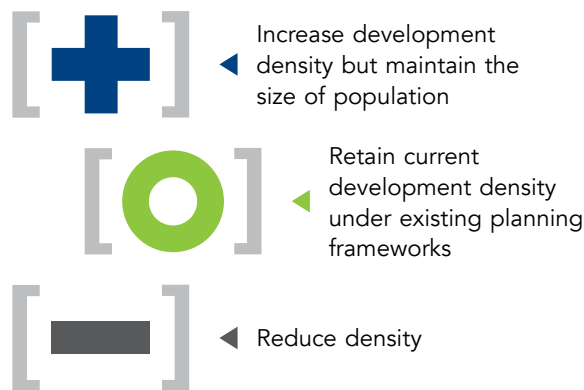 Increase development
density but maintain the
size of population
Retain current
development density
under existing planning
frameworks
Reduce density